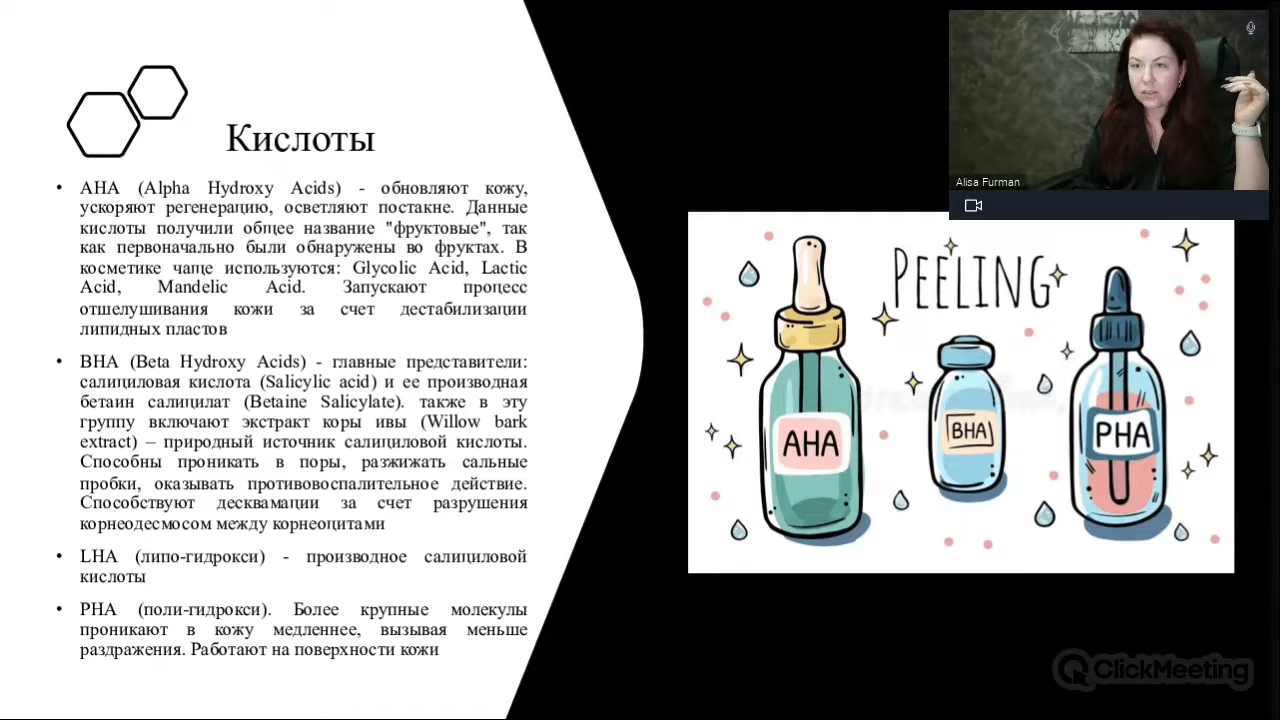 Кислоты
AHA (Alpha Hydroxy Acids) - обновляют кожу,
ускоряют регенерацию, осветляют постакне. Данные
кислоты получили общее название "фруктовые", так
как первоначально были обнаружены во фруктах. В
косметике чаще используются: Glycolic Acid, Lactic
Acid, Mandelic Acid. Запускают процесс
отшелушивания кожи за счет дестабилизации
липидных пластов
BHA (Beta Hydroxy Acids) - главные представители:
салициловая кислота (Salicylic acid) и ее производная
бетаин салицилат (Betaine Salicylate). также в эту
группу включают экстракт коры ивы (Willow bark
extract) – природный источник салициловой кислоты.
Способны проникать в поры, разжижать сальные
пробки, оказывать противовоспалительное действие.
Способствуют десквамации за счет разрушения
корнеодесмосом между корнеоцитами
LHA (липо-гидрокси) - производное салициловой
кислоты
PHA (поли-гидрокси). Более крупные молекулы
проникают в кожу медленнее, вызывая меньше
раздражения. Работают на поверхности кожи
Alisa Furman
PEELING
AHA
BHA
PHA
ClickMeeting